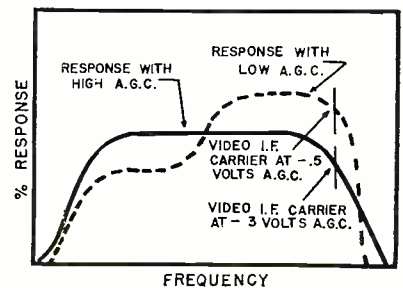 RESPONSE WITH
LOW A.G.C.
RESPONSE WITH
HIGH A.G.C.
% RESPONSE
VIDEO I.F.
CARRIER AT -.5
VOLTS A.G.C.
VIDEO I.F. CARRIER
AT - 3 VOLTS A.G.C.
FREQUENCY